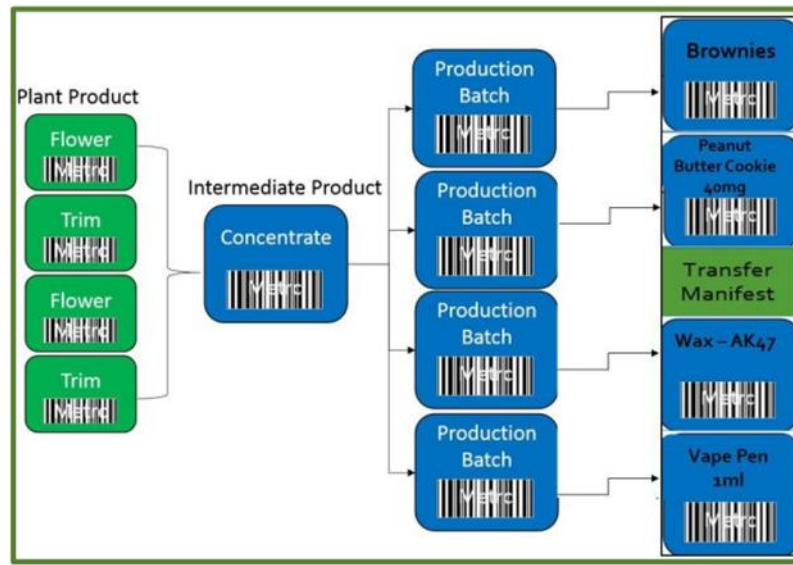 Plant Product
Flower
Metrc
Trim
Metrc
Flower
Metrc
Trim
Metrc
Intermediate Product
Concentrate
Metrc
Production
Batch
Metrc
Production
Batch
Metrc
Production
Batch
Metrc
Production
Batch
Metrc
Brownies
Metrc
Peanut
Butter Cookie
40mg
Metrc
Transfer
Manifest
Wax – AK47
Metrc
Vape Pen
1ml
Metrc